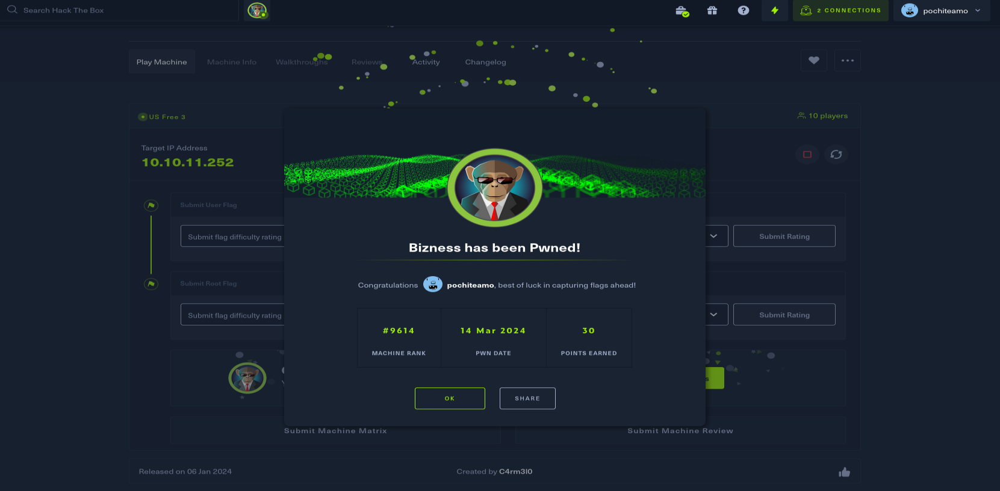 Search Hack The Box
2 CONNECTIONS
pochiteamo
Play Machine
Machine Info
Walkthroughs
Reviews
Activity
Changelog
US Free 3
10 players
Target IP Address
10.10.11.252
Submit User Flag
Submit flag difficulty rating
Submit Rating
Submit Root Flag
Submit flag difficulty rating
Submit Rating
Bizness has been Pwned!
Congratulations pochiteamo, best of luck in capturing flags ahead!
#9614
MACHINE RANK
14 Mar 2024
PWN DATE
30
POINTS EARNED
OK
SHARE
Submit Machine Matrix
Submit Machine Review
Released on 06 Jan 2024
Created by C4rm3l0